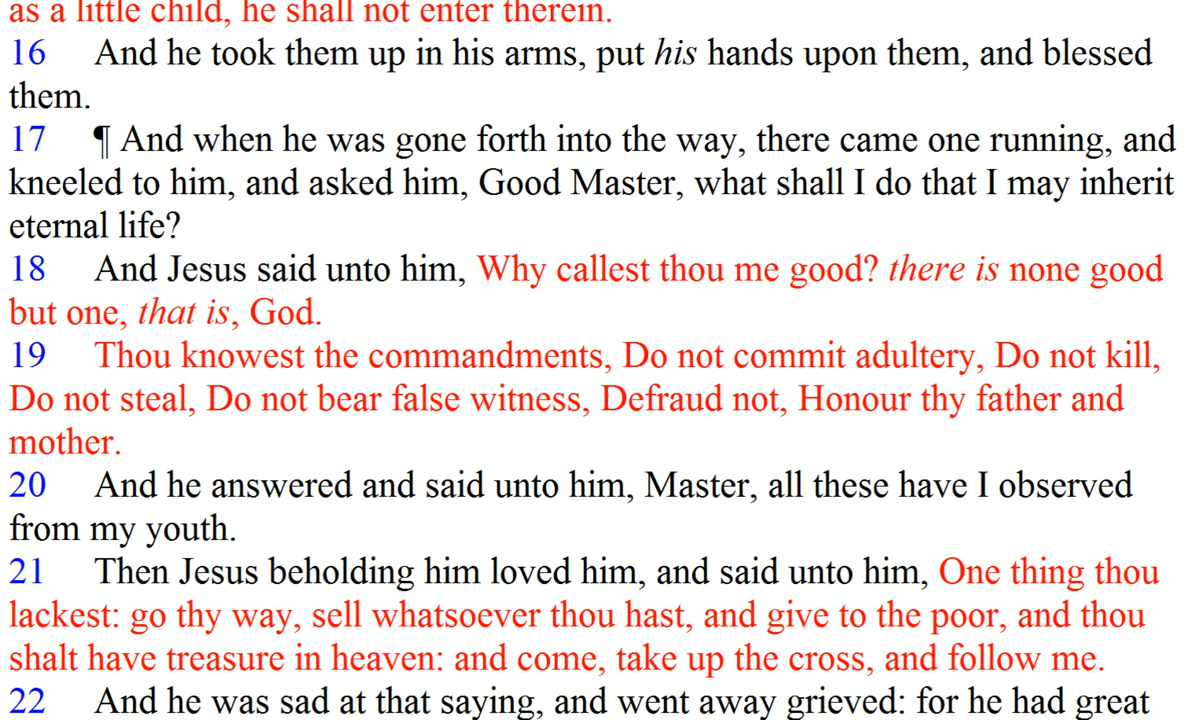 as a little child, he shall not enter therein.
16 And he took them up in his arms, put his hands upon them, and blessed
them.
17 ¶ And when he was gone forth into the way, there came one running, and
kneeled to him, and asked him, Good Master, what shall I do that I may inherit
eternal life?
18 And Jesus said unto him, Why callest thou me good? there is none good
but one, that is, God.
19 Thou knowest the commandments, Do not commit adultery, Do not kill,
Do not steal, Do not bear false witness, Defraud not, Honour thy father and
mother.
20 And he answered and said unto him, Master, all these have I observed
from my youth.
21 Then Jesus beholding him loved him, and said unto him, One thing thou
lackest: go thy way, sell whatsoever thou hast, and give to the poor, and thou
shalt have treasure in heaven: and come, take up the cross, and follow me.
22 And he was sad at that saying, and went away grieved: for he had great